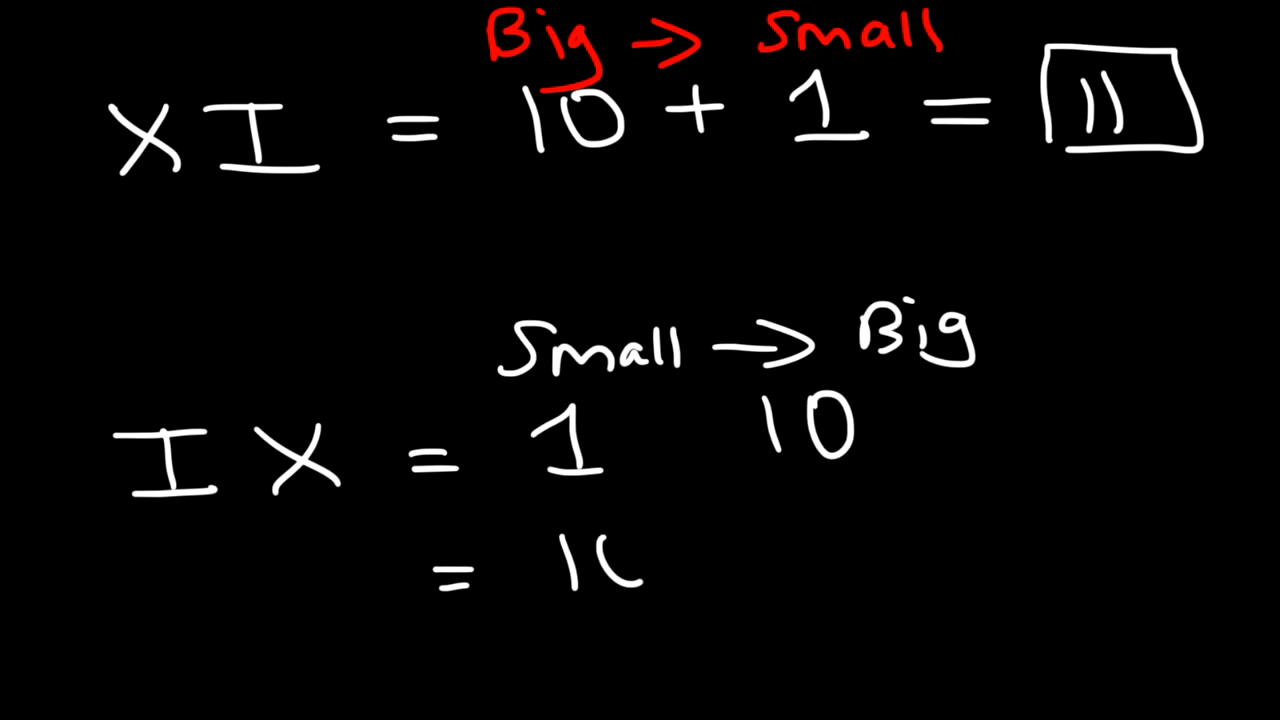 Big → Small
XI = 10 + 1 = 11
Small → Big
IX = 1 10
= 1